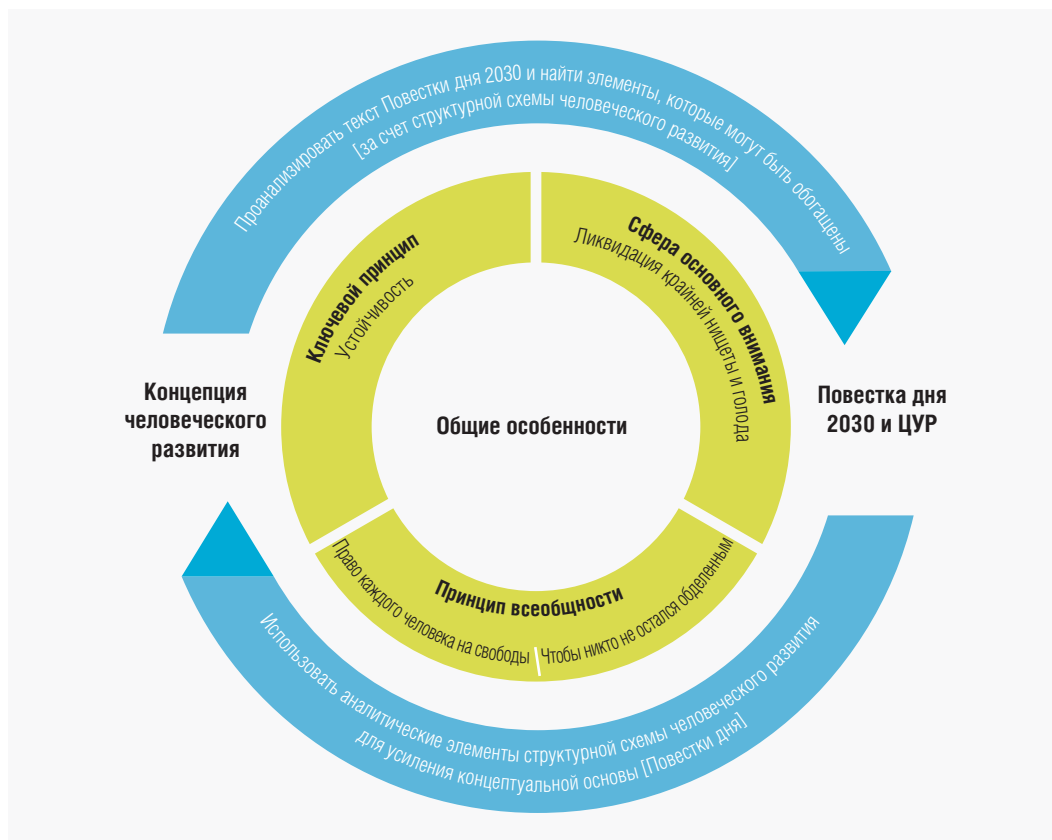 Проанализировать текст Повестки дня 2030 и найти элементы, которые могут быть обогащены
[за счет структурной схемы человеческого развития]
Ключевой принцип
Устойчивость
Сфера основного внимания
Ликвидация крайней нищеты и голода
Концепция
человеческого
развития
Общие особенности
Повестка дня
2030 и ЦУР
Принцип всеобщности
Право каждого человека на свободы
Чтобы никто не остался обделенным
Использовать аналитические элементы структурной схемы человеческого развития
для усиления концептуальной основы [Повестки дня]